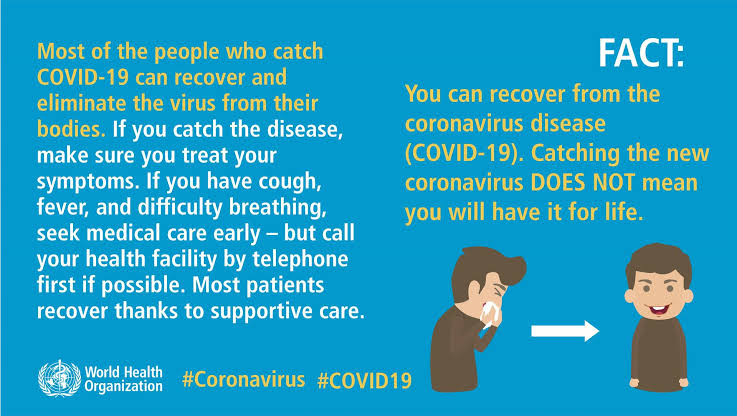 Most of the people who catch
COVID-19 can recover and
eliminate the virus from their
bodies. If you catch the disease,
make sure you treat your
symptoms. If you have cough,
fever, and difficulty breathing,
seek medical care early – but call
your health facility by telephone
first if possible. Most patients
recover thanks to supportive care.
FACT:
You can recover from the
coronavirus disease
(COVID-19). Catching the new
coronavirus DOES NOT mean
you will have it for life.
World Health
Organization
#Coronavirus #COVID19